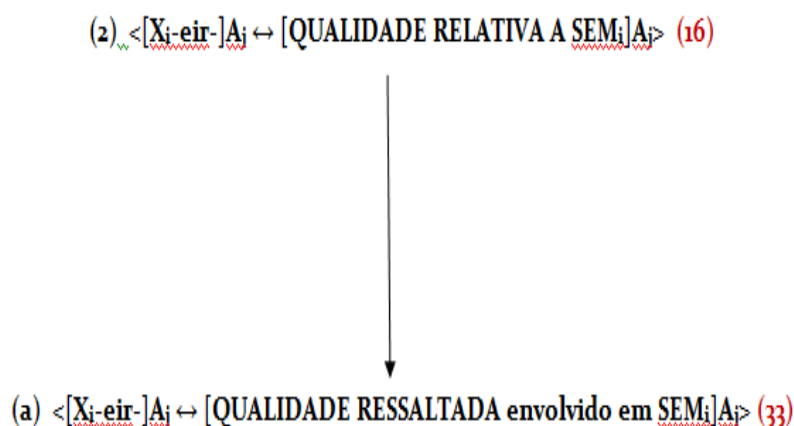 (2) <[Xi-eir-]Aj ↔ [QUALIDADE RELATIVA A SEMi]Aj> (16)
(a) <[Xi-eir-]Aj ↔ [QUALIDADE RESSALTADA envolvido em SEMi]Aj> (33)